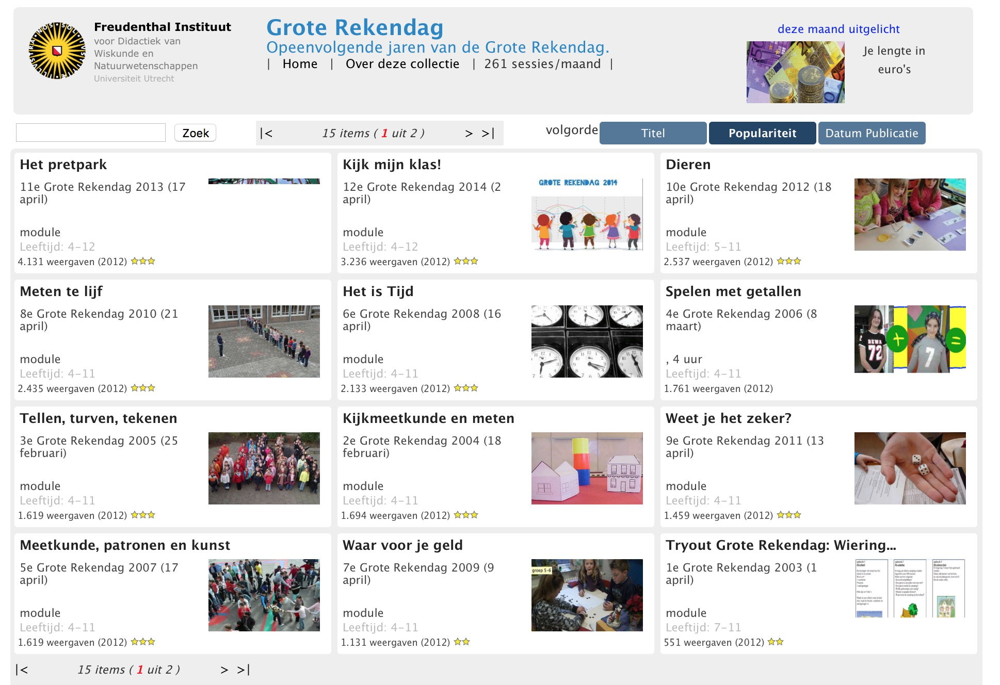 Freudenthal Instituut
voor Didactiek van
Wiskunde en
Natuurwetenschappen
Universiteit Utrecht
Grote Rekendag
Opeenvolgende jaren van de Grote Rekendag.
| Home | Over deze collectie | 261 sessies/maand |
deze maand uitgelicht
Je lengte in
euro's
Zoek
|< 15 items ( 1 uit 2 ) > >|
volgorde Titel Populariteit Datum Publicatie
Het pretpark
11e Grote Rekendag 2013 (17
april)
module
Leeftijd: 4-12
4.131 weergaven (2012)
Kijk mijn klas!
12e Grote Rekendag 2014 (2
april)
GROTE REKENDAG 2014
module
Leeftijd: 4-12
3.236 weergaven (2012)
Dieren
10e Grote Rekendag 2012 (18
april)
module
Leeftijd: 5-11
2.537 weergaven (2012)
Meten te lijf
8e Grote Rekendag 2010 (21
april)
module
Leeftijd: 4-11
2.435 weergaven (2012)
Het is Tijd
6e Grote Rekendag 2008 (16
april)
module
Leeftijd: 4-11
2.133 weergaven (2012)
Spelen met getallen
4e Grote Rekendag 2006 (8
maart)
+ =
72 7
, 4 uur
Leeftijd: 4-11
1.761 weergaven (2012)
Tellen, turven, tekenen
3e Grote Rekendag 2005 (25
februari)
module
Leeftijd: 4-11
1.619 weergaven (2012)
Kijkmeetkunde en meten
2e Grote Rekendag 2004 (18
februari)
module
Leeftijd: 4-11
1.694 weergaven (2012)
Weet je het zeker?
9e Grote Rekendag 2011 (13
april)
module
Leeftijd: 4-11
1.459 weergaven (2012)
Meetkunde, patronen en kunst
5e Grote Rekendag 2007 (17
april)
module
Leeftijd: 4-11
1.619 weergaven (2012)
Waar voor je geld
7e Grote Rekendag 2009 (9
april)
groep 5-6
module
Leeftijd: 4-11
1.131 weergaven (2012)
Tryout Grote Rekendag: Wiering...
1e Grote Rekendag 2003 (1
april)
module
Leeftijd: 7-11
551 weergaven (2012)
|< 15 items ( 1 uit 2 ) > >|